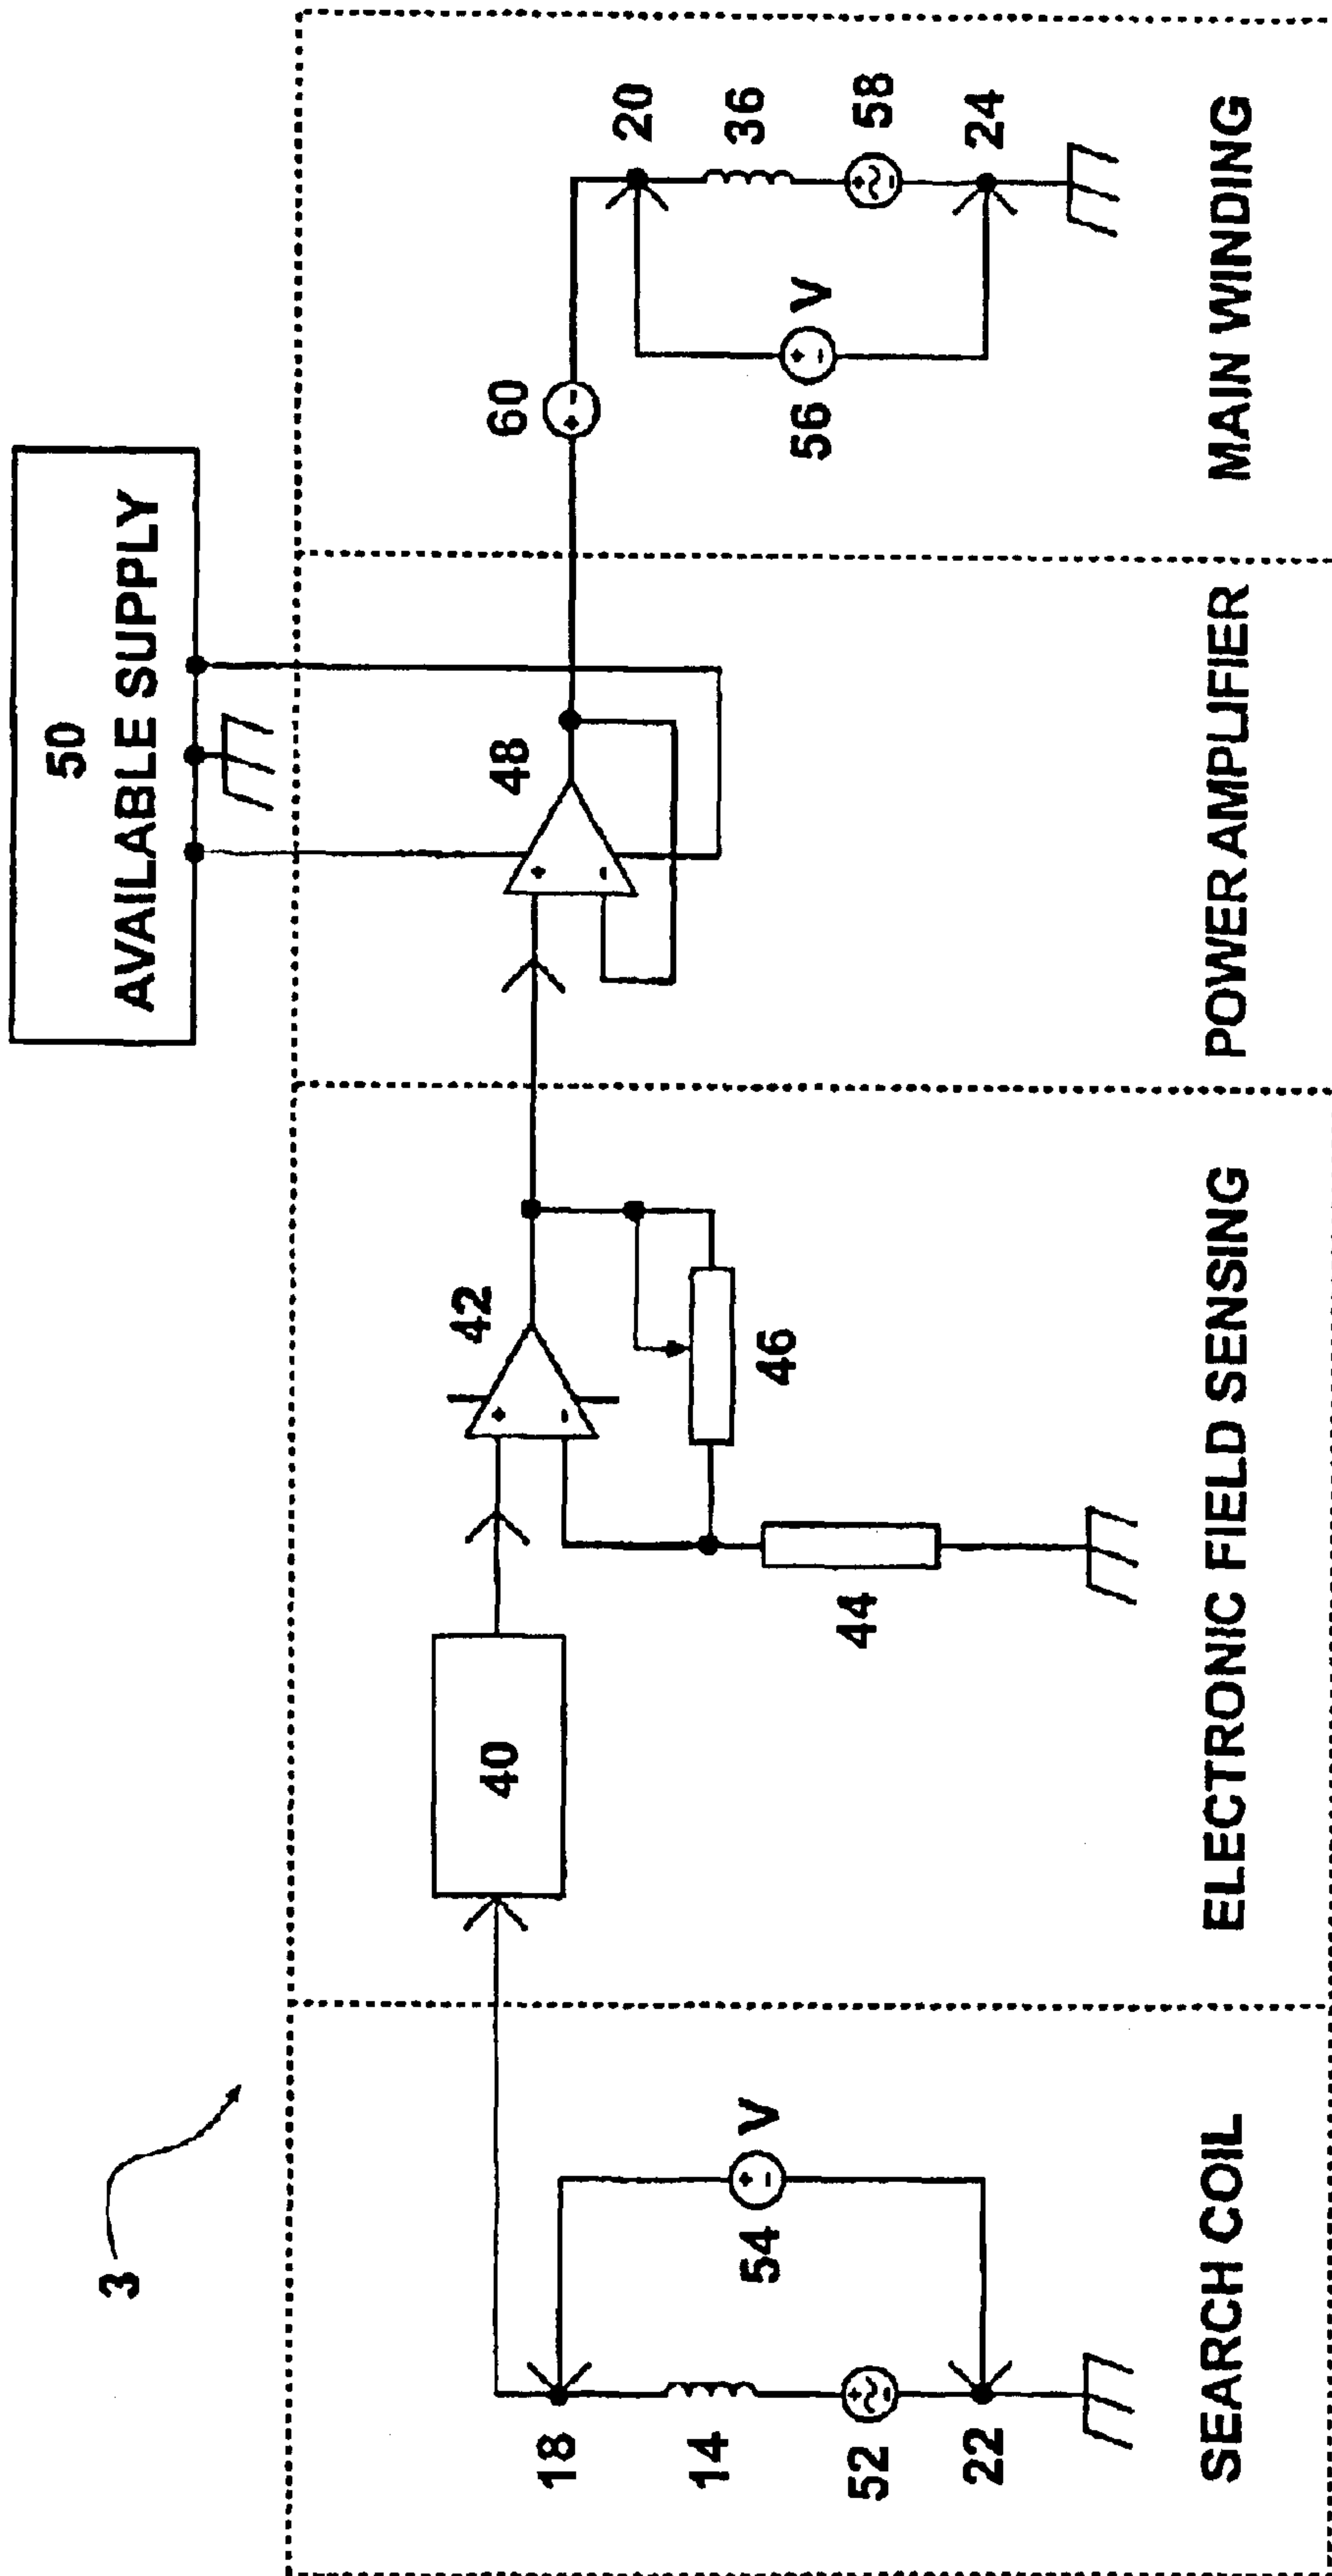 3
50
AVAILABLE SUPPLY
18
14
52
22
54
V
40
42
44
46
48
60
56
V
20
36
58
24
SEARCH COIL
ELECTRONIC FIELD SENSING
POWER AMPLIFIER
MAIN WINDING